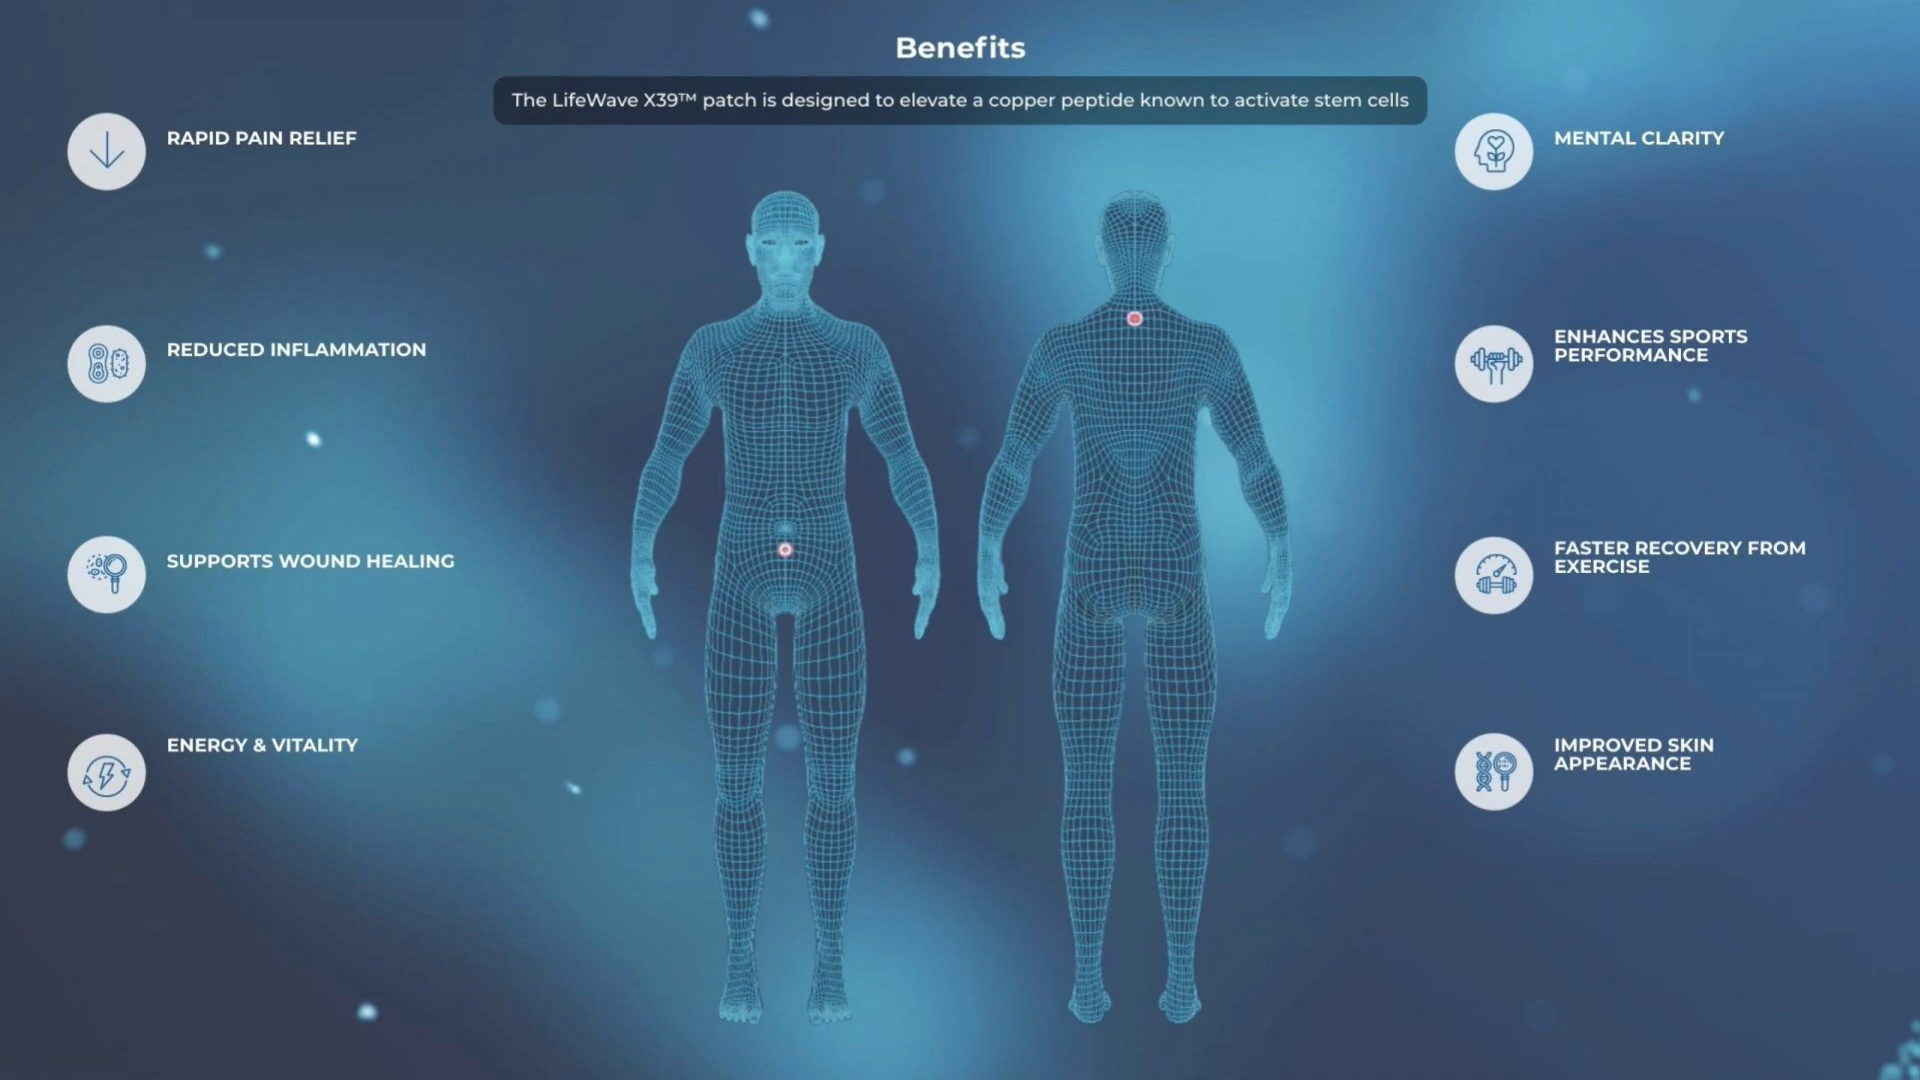 Benefits
The LifeWave X39™ patch is designed to elevate a copper peptide known to activate stem cells
RAPID PAIN RELIEF
REDUCED INFLAMMATION
SUPPORTS WOUND HEALING
ENERGY & VITALITY
MENTAL CLARITY
ENHANCES SPORTS
PERFORMANCE
FASTER RECOVERY FROM
EXERCISE
IMPROVED SKIN
APPEARANCE